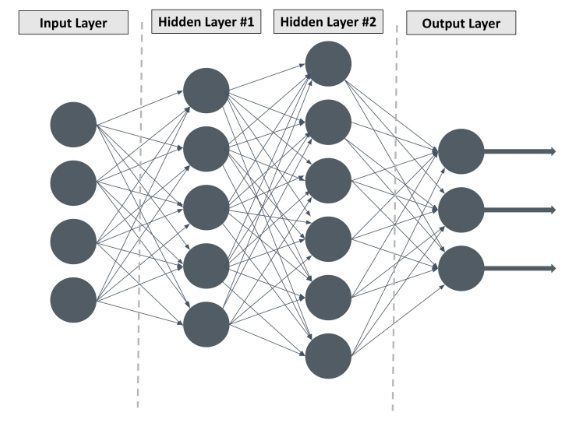 Input Layer
Hidden Layer #1
Hidden Layer #2
Output Layer